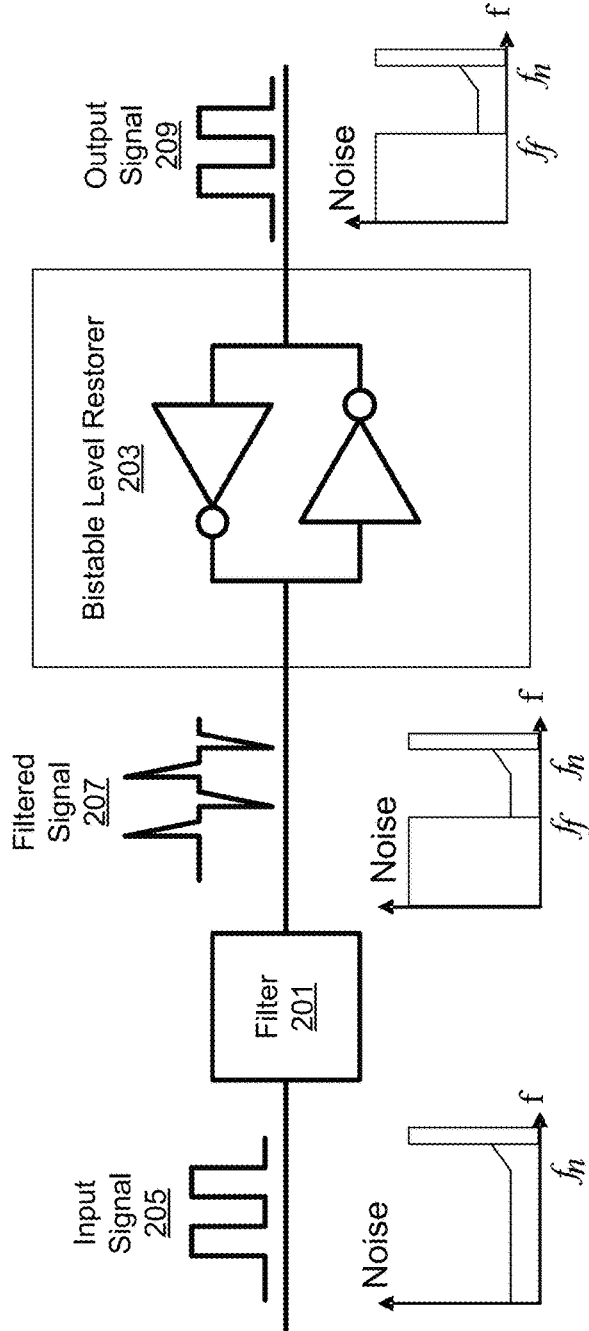 Input
Signal
205
Filter
201
Filtered
Signal
207
Bistable Level Restorer
203
Output
Signal
209
Noise
fn
f
Noise
ff
fn
f
Noise
ff
fn
f